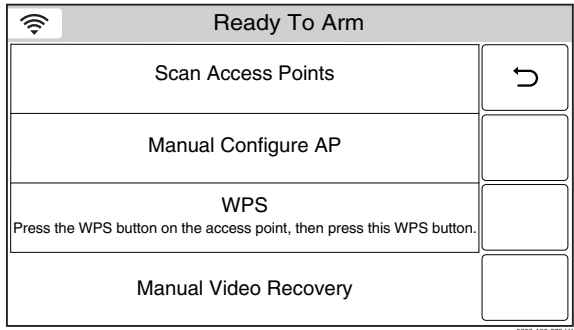 Ready To Arm
Scan Access Points
Manual Configure AP
WPS
Press the WPS button on the access point, then press this WPS button.
Manual Video Recovery